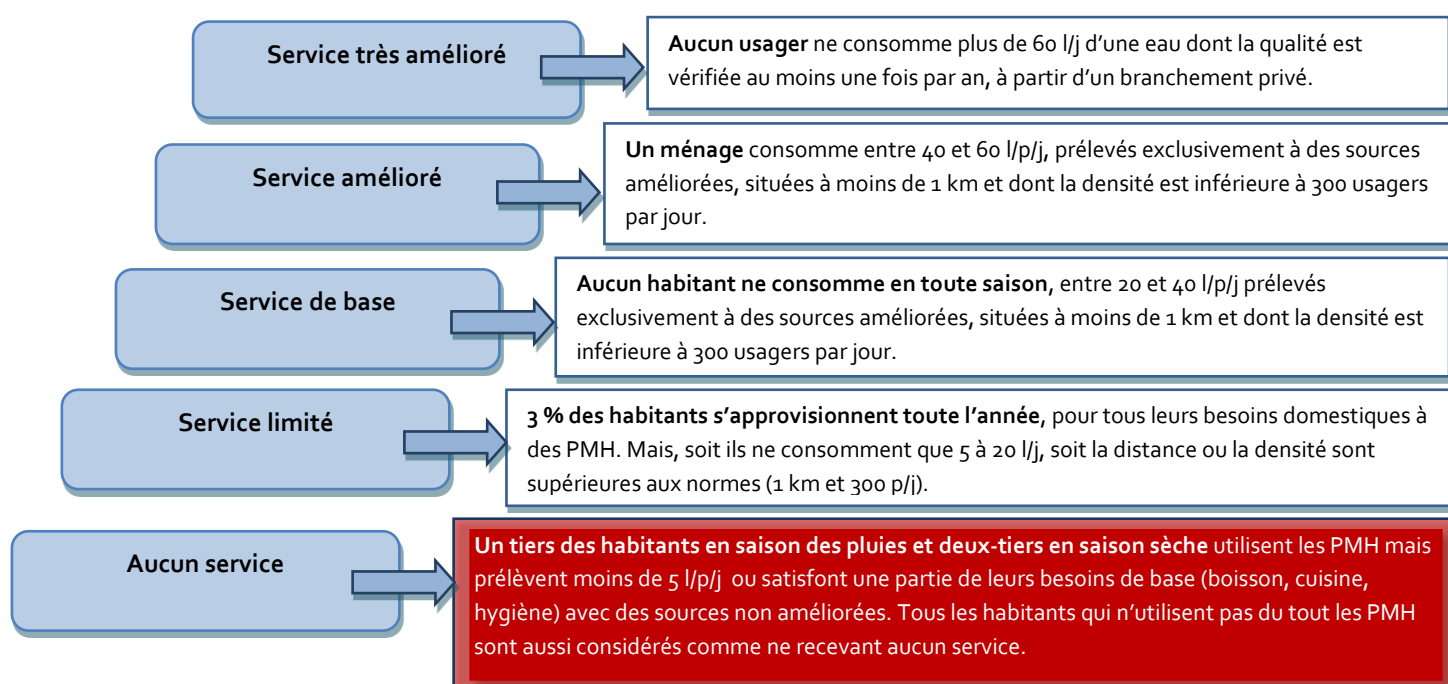 Service très amélioré
Aucun usager ne consomme plus de 60 l/j d’une eau dont la qualité est
vérifiée au moins une fois par an, à partir d’un branchement privé.
Service amélioré
Un ménage consomme entre 40 et 60 l/p/j, prélevés exclusivement à des sources
améliorées, situées à moins de 1 km et dont la densité est inférieure à 300 usagers
par jour.
Service de base
Aucun habitant ne consomme en toute saison, entre 20 et 40 l/p/j prélevés
exclusivement à des sources améliorées, situées à moins de 1 km et dont la densité est
inférieure à 300 usagers par jour.
Service limité
3 % des habitants s’approvisionnent toute l’année, pour tous leurs besoins domestiques à
des PMH. Mais, soit ils ne consomment que 5 à 20 l/j, soit la distance ou la densité sont
supérieures aux normes (1 km et 300 p/j).
Aucun service
Un tiers des habitants en saison des pluies et deux-tiers en saison sèche utilisent les PMH mais
prélèvent moins de 5 l/p/j ou satisfont une partie de leurs besoins de base (boisson, cuisine,
hygiène) avec des sources non améliorées. Tous les habitants qui n’utilisent pas du tout les PMH
sont aussi considérés comme ne recevant aucun service.